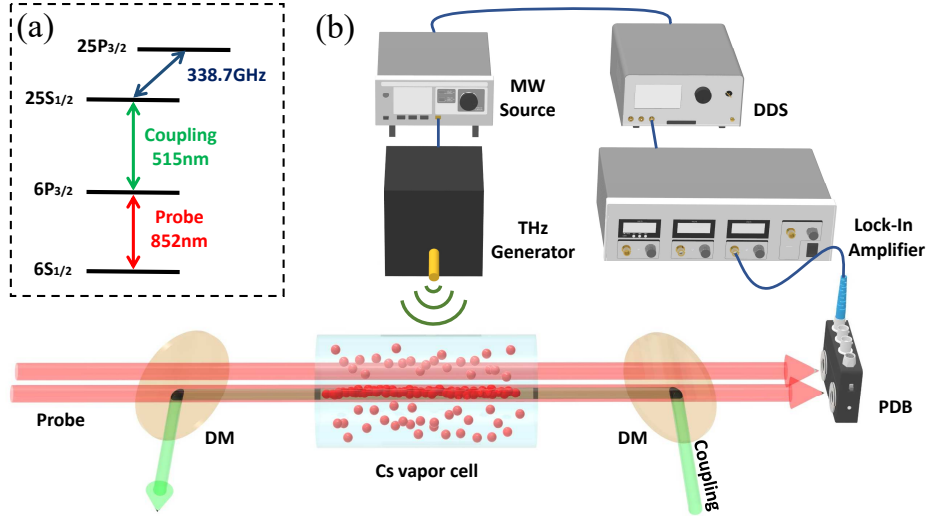 (a)
25P3/2
338.7GHz
25S1/2
Coupling
515nm
6P3/2
Probe
852nm
6S1/2
(b)
MW
Source
DDS
THz
Generator
Lock-In
Amplifier
Probe
DM
Cs vapor cell
DM
Coupling
PDB